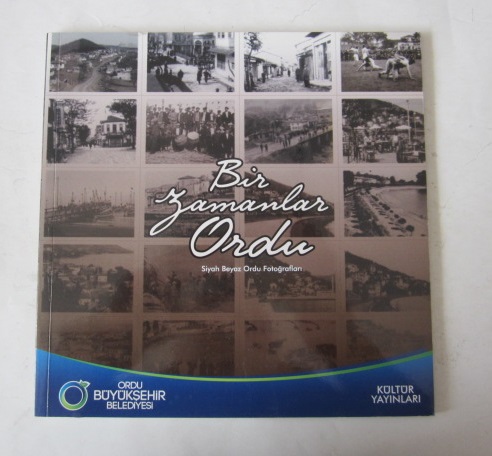 Bir
Zamanlar
Ordu
Siyah Beyaz Ordu Fotoğrafları
ORDU
BÜYÜKŞEHİR
BELEDİYESİ
KÜLTÜR
YAYINLARI